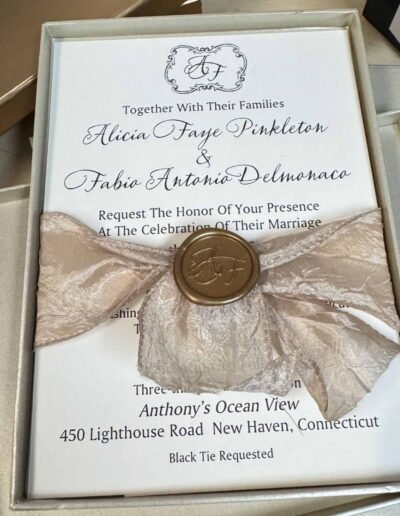 A F
Together With Their Families
Alicia Faye Pinkleton
&
Fabio Antonio Delmonaco
Request The Honor Of Your Presence
At The Celebration Of Their Marriage
A F
Anthony's Ocean View
450 Lighthouse Road New Haven, Connecticut
Black Tie Requested